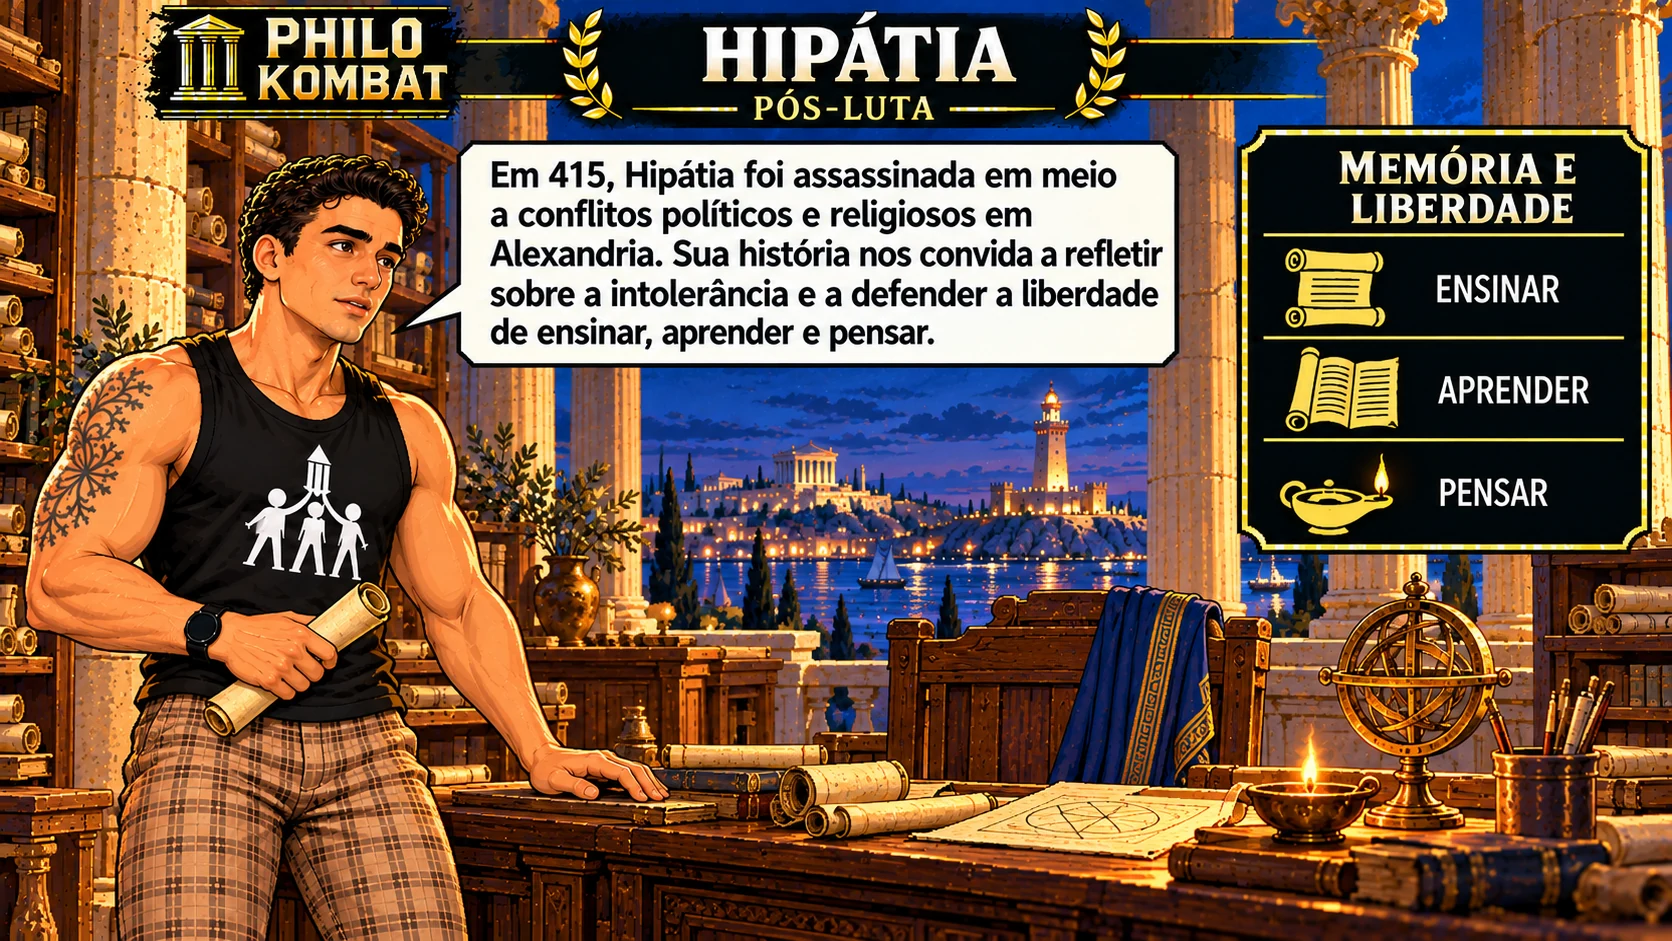 PHILO
KOMBAT
HIPÁTIA
PÓS-LUTA
Em 415, Hipátia foi assassinada em meio
a conflitos políticos e religiosos em
Alexandria. Sua história nos convida a refletir
sobre a intolerância e a defender a liberdade
de ensinar, aprender e pensar.
MEMÓRIA E
LIBERDADE
ENSINAR
APRENDER
PENSAR